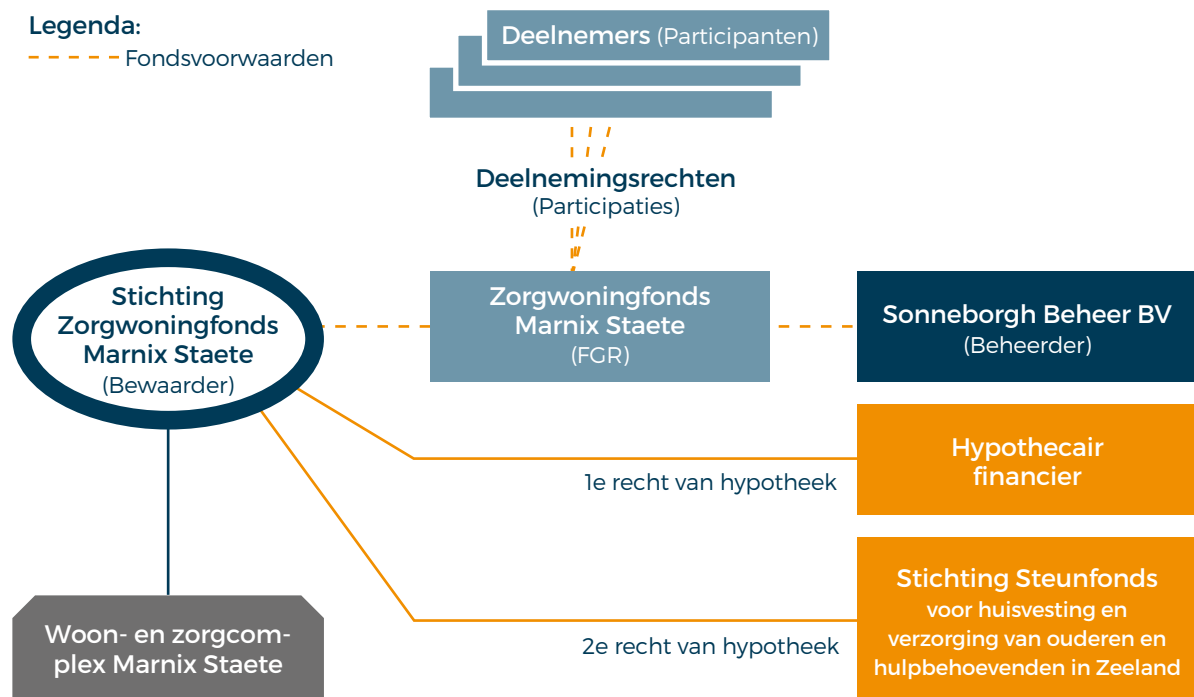 Legenda:
Fondsvoorwaarden
Deelnemers (Participanten)
Deelnemingsrechten
(Participaties)
Stichting
Zorgwoningfonds
Marnix Staete
(Bewaarder)
Zorgwoningfonds
Marnix Staete
(FGR)
Sonneborgh Beheer BV
(Beheerder)
Hypothecair
financier
1e recht van hypotheek
Stichting Steunfonds
voor huisvesting en
verzorging van ouderen en
hulpbehoevenden in Zeeland
2e recht van hypotheek
Woon- en zorgcom-
plex Marnix Staete